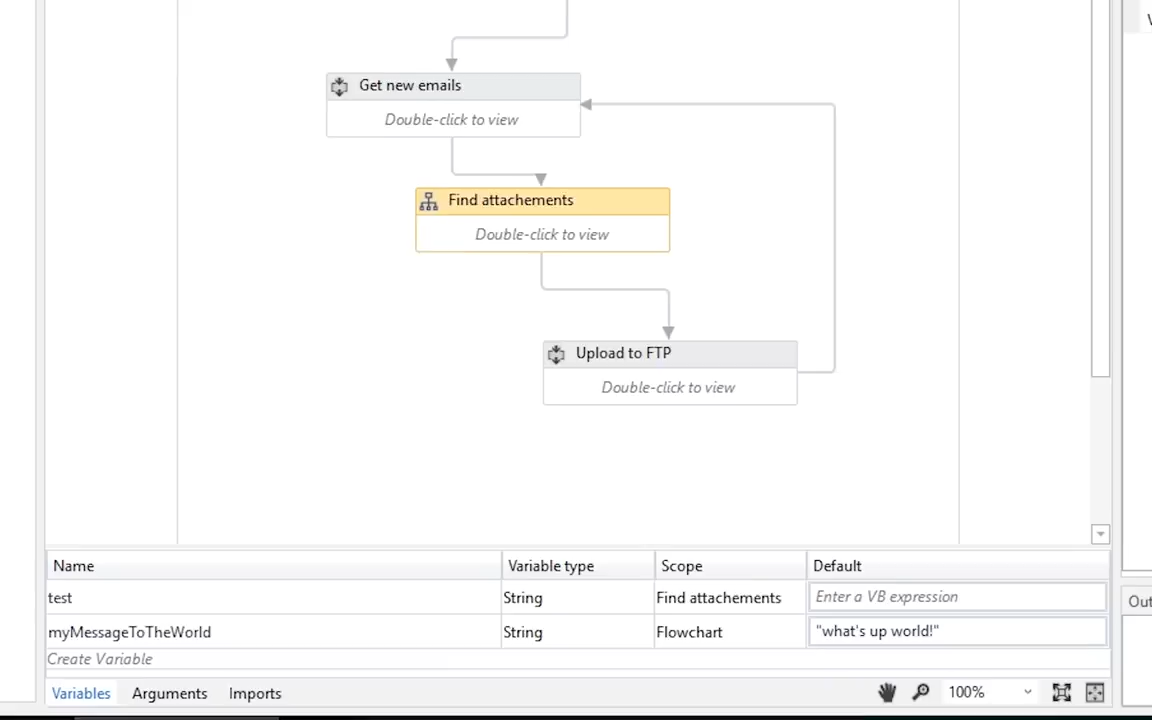 Get new emails
Double-click to view
Find attachements
Double-click to view
Upload to FTP
Double-click to view
Name Variable type Scope Default
test String Find attachements Enter a VB expression
myMessageToTheWorld String Flowchart "what's up world!"
Create Variable
Variables Arguments Imports 100%